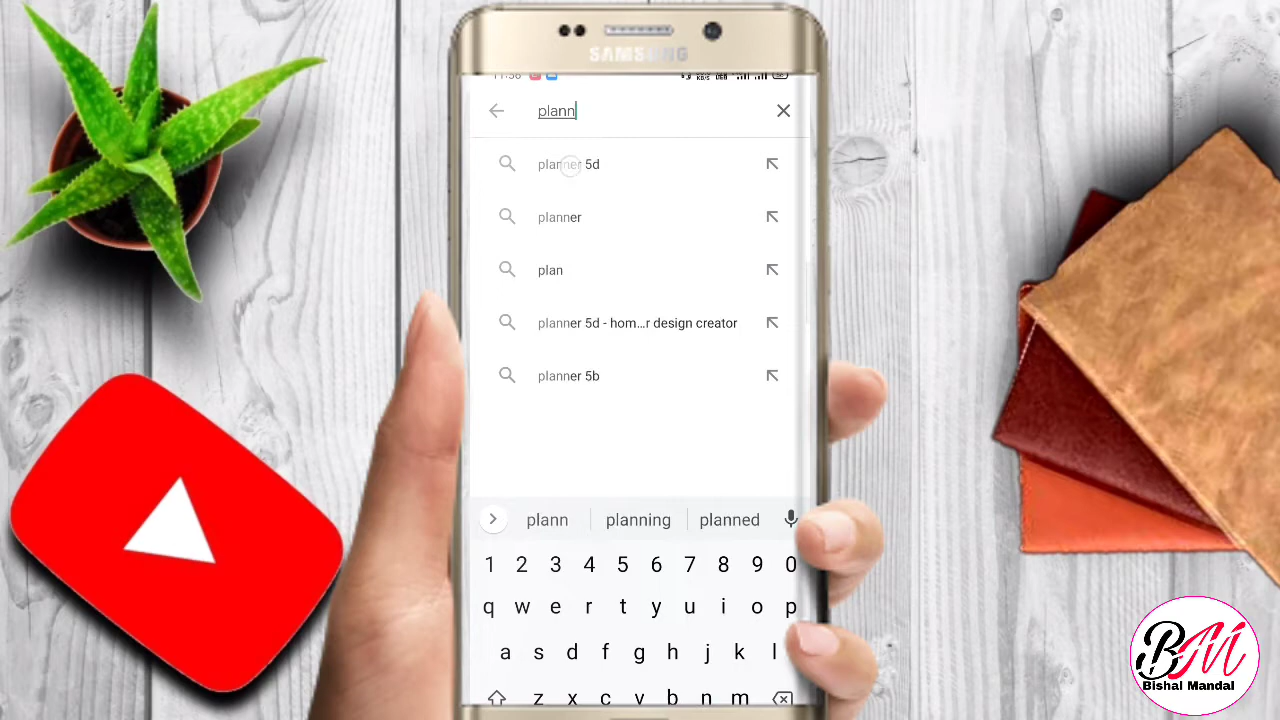 SAMSUNG
plann
planner 5d
planner
plan
planner 5d - hom...r design creator
planner 5b
plann planning planned
1 2 3 4 5 6 7 8 9 0
q w e r t y u i o p
a s d f g h j k l
z x c v b n m
BM
Bishal Mandal